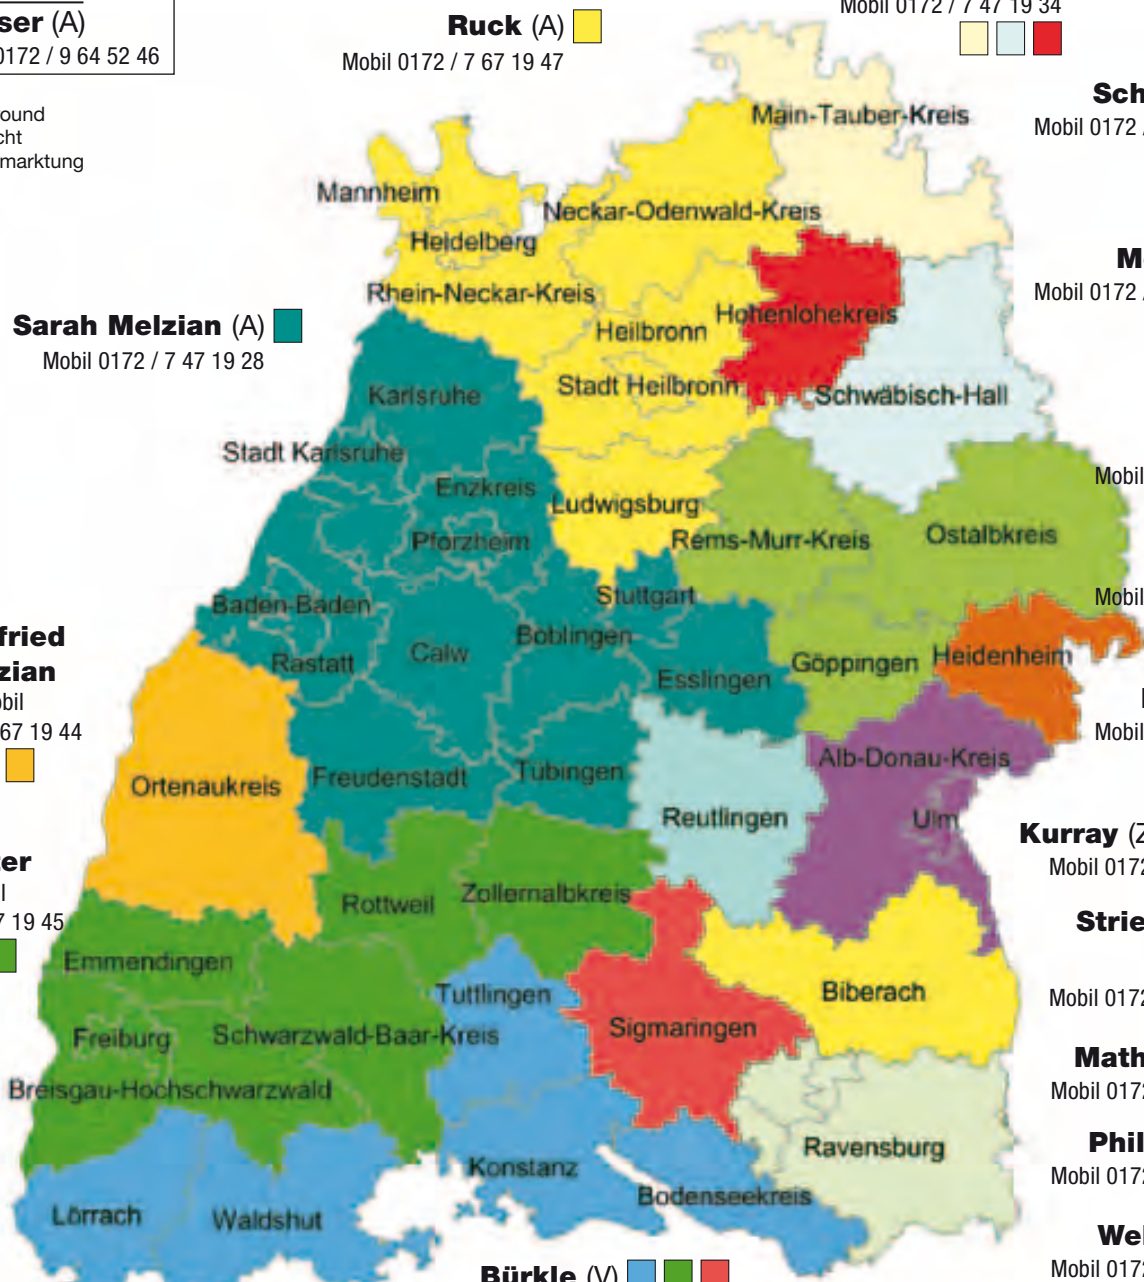 ser (A)
0172 / 9 64 52 46
Ruck (A)
Mobil 0172 / 7 67 19 47
Mobil 0172 / 7 47 19 34
ound
cht
marktung
Sch
Mobil 0172
Main-Tauber-Kreis
Mannheim
Neckar-Odenwald-Kreis
Heidelberg
M
Mobil 0172
Rhein-Neckar-Kreis
Hohenlohekreis
Heilbronn
Sarah Melzian (A)
Mobil 0172 / 7 47 19 28
Stadt Heilbronn
Karlsruhe
Schwäbisch-Hall
Stadt Karlsruhe
Mobil
Enzkreis
Ludwigsburg
Pforzheim
Rems-Murr-Kreis
Ostalbkreis
Stuttgart
Mobil
Baden-Baden
Böblingen
fried
zian
bil
67 19 44
Rastatt
Calw
Esslingen
Göppingen
Heidenheim
Mobil
Alb-Donau-Kreis
Ortenaukreis
Freudenstadt
Tübingen
Reutlingen
Ulm
Kurray (Z
Mobil 0172
er
l
7 19 45
Rottweil
Zollernalbkreis
Strie
Mobil 0172
Emmendingen
Tuttlingen
Biberach
Freiburg
Schwarzwald-Baar-Kreis
Sigmaringen
Math
Mobil 0172
Breisgau-Hochschwarzwald
Ravensburg
Phil
Mobil 0172
Konstanz
Bodenseekreis
Lörrach
Waldshut
We
Mobil 0172
Bürkle (V)